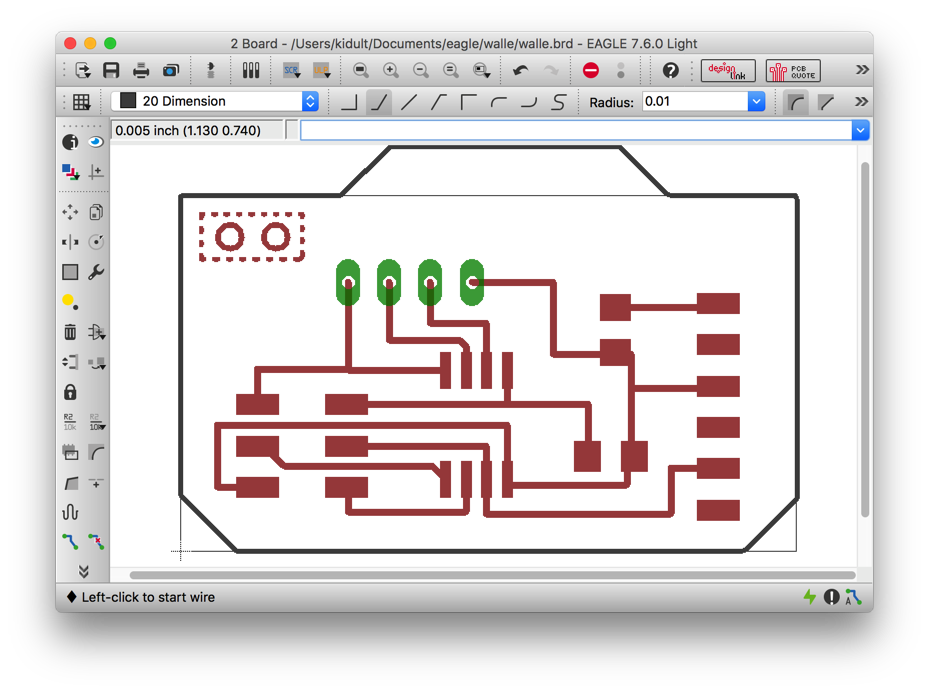 2 Board - /Users/kidult/Documents/eagle/walle/walle.brd - EAGLE 7.6.0 Light
SCR
design link
PCB QUOTE
20 Dimension
Radius:
0.01
0.005 inch (1.130 0.740)
R2
10k
R2
10k
Left-click to start wire
A